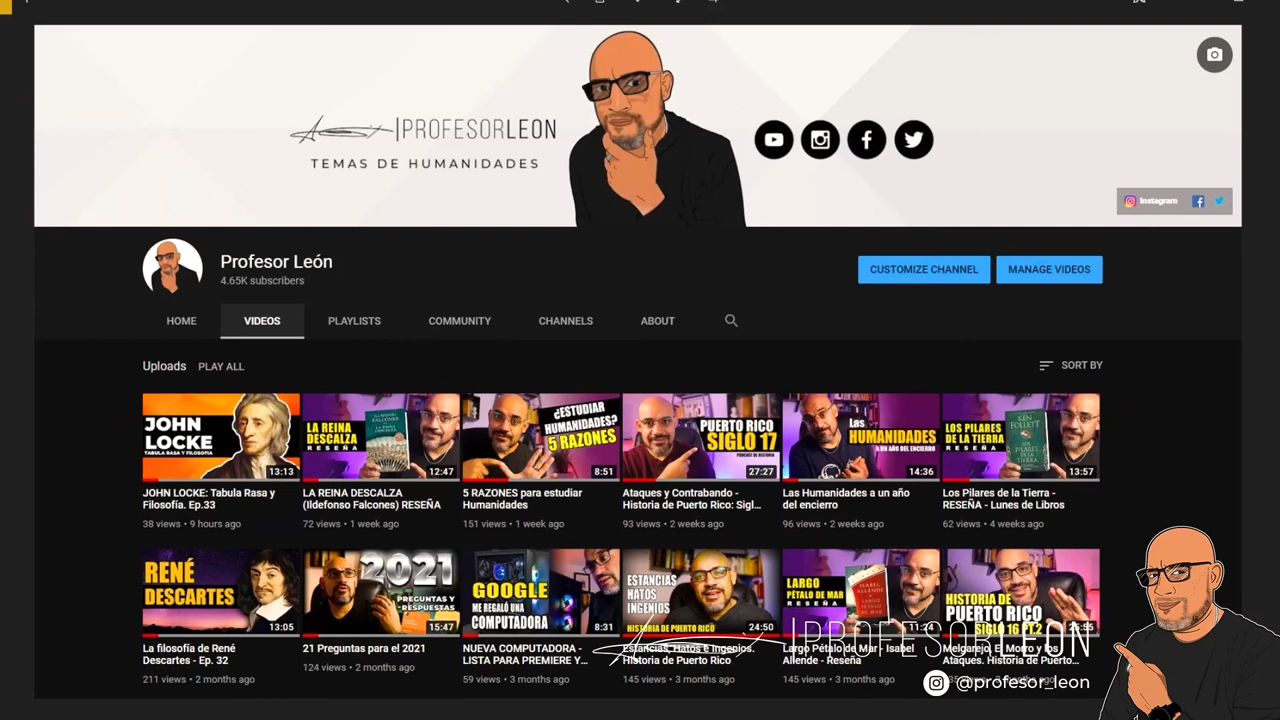 PROFESORLEON
TEMAS DE HUMANIDADES
Instagram
Profesor León
4.65K subscribers
CUSTOMIZE CHANNEL
MANAGE VIDEOS
HOME
VIDEOS
PLAYLISTS
COMMUNITY
CHANNELS
ABOUT
Uploads
PLAY ALL
SORT BY
JOHN
LOCKE
TABULA RASA Y FILOSOFÍA
13:13
JOHN LOCKE: Tabula Rasa y
Filosofía. Ep.33
38 views • 9 hours ago
LA REINA
DESCALZA
RESEÑA
12:47
LA REINA DESCALZA
(Ildefonso Falcones) RESEÑA
72 views • 1 week ago
¿ESTUDIAR
HUMANIDADES?
5 RAZONES
8:51
5 RAZONES para estudiar
Humanidades
151 views • 1 week ago
PUERTO RICO
SIGLO 17
PODCAST DE HISTORIA
27:27
Ataques y Contrabando -
Historia de Puerto Rico: Sigl...
93 views • 2 weeks ago
Las
HUMANIDADES
A UN AÑO DEL ENCIERRO
14:36
Las Humanidades a un año
del encierro
96 views • 2 weeks ago
LOS PILARES
DE LA TIERRA
RESEÑA
KEN
FOLLETT
LOS PILARES
DE LA TIERRA
13:57
Los Pilares de la Tierra -
RESEÑA - Lunes de Libros
62 views • 4 weeks ago
RENÉ
DESCARTES
13:05
La filosofía de René
Descartes - Ep. 32
211 views • 2 months ago
2021
PREGUNTAS Y
RESPUESTAS
15:47
21 Preguntas para el 2021
124 views • 2 months ago
GOOGLE
ME REGALÓ UNA
COMPUTADORA
8:31
NUEVA COMPUTADORA -
LISTA PARA PREMIERE Y...
59 views • 3 months ago
ESTANCIAS
HATOS
INGENIOS
HISTORIA DE PUERTO RICO
24:50
Estancias, Hatos e Ingenios.
Historia de Puerto Rico
145 views • 3 months ago
LARGO
PÉTALO DE MAR
RESEÑA
ISABEL
ALLENDE
11:24
Largo Pétalo de Mar - Isabel
Allende - Reseña
145 views • 3 months ago
HISTORIA DE
PUERTO RICO
SIGLO 16 PT.2
Melgarejo, El Morro y los
Ataques. Historia de Puerto...
PROFESORLEON
@profesor_leon